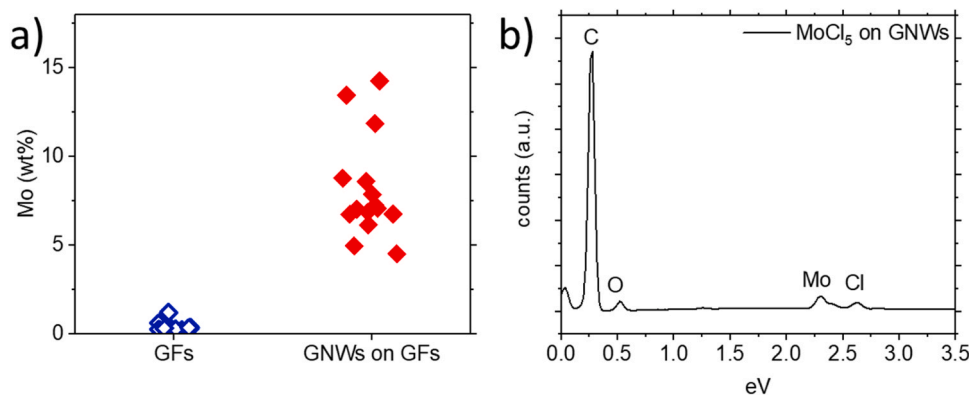 a)
Mo (wt%)
15
10
5
0
GFs
GNWs on GFs
b)
MoCl₅ on GNWs
counts (a.u.)
C
O
Mo
Cl
0.0 0.5 1.0 1.5 2.0 2.5 3.0 3.5
eV